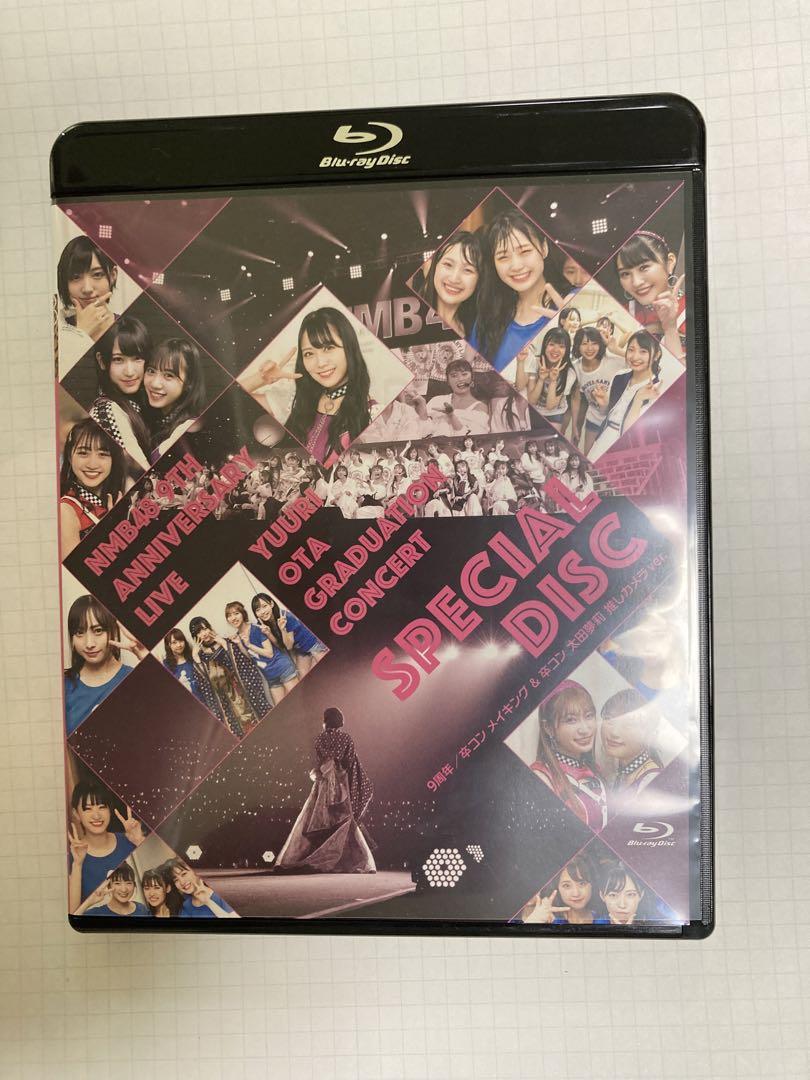 Blu-ray Disc
NMB4
NMB48 9TH
ANNIVERSARY
LIVE
YUURI
OTA
GRADUATION
CONCERT
SPECIAL
DISC
9周年／卒コン メイキング & 卒コン 太田夢莉 推しカメラ ver.
Blu-ray Disc